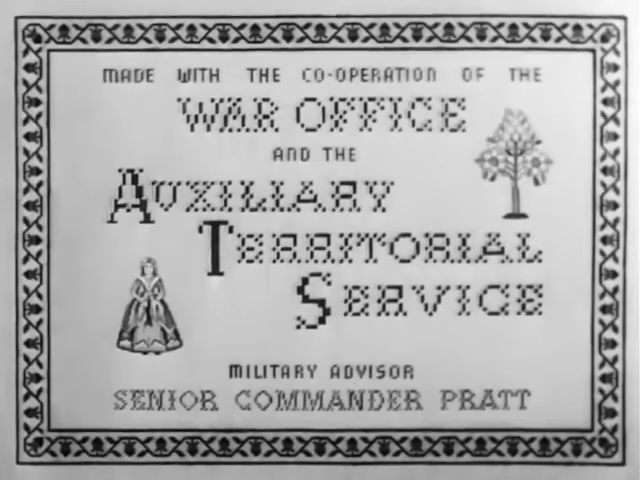 MADE WITH THE CO-OPERATION OF THE
WAR OFFICE
AND THE
AUXILIARY
TERRITORIAL
SERVICE
MILITARY ADVISOR
SENIOR COMMANDER PRATT